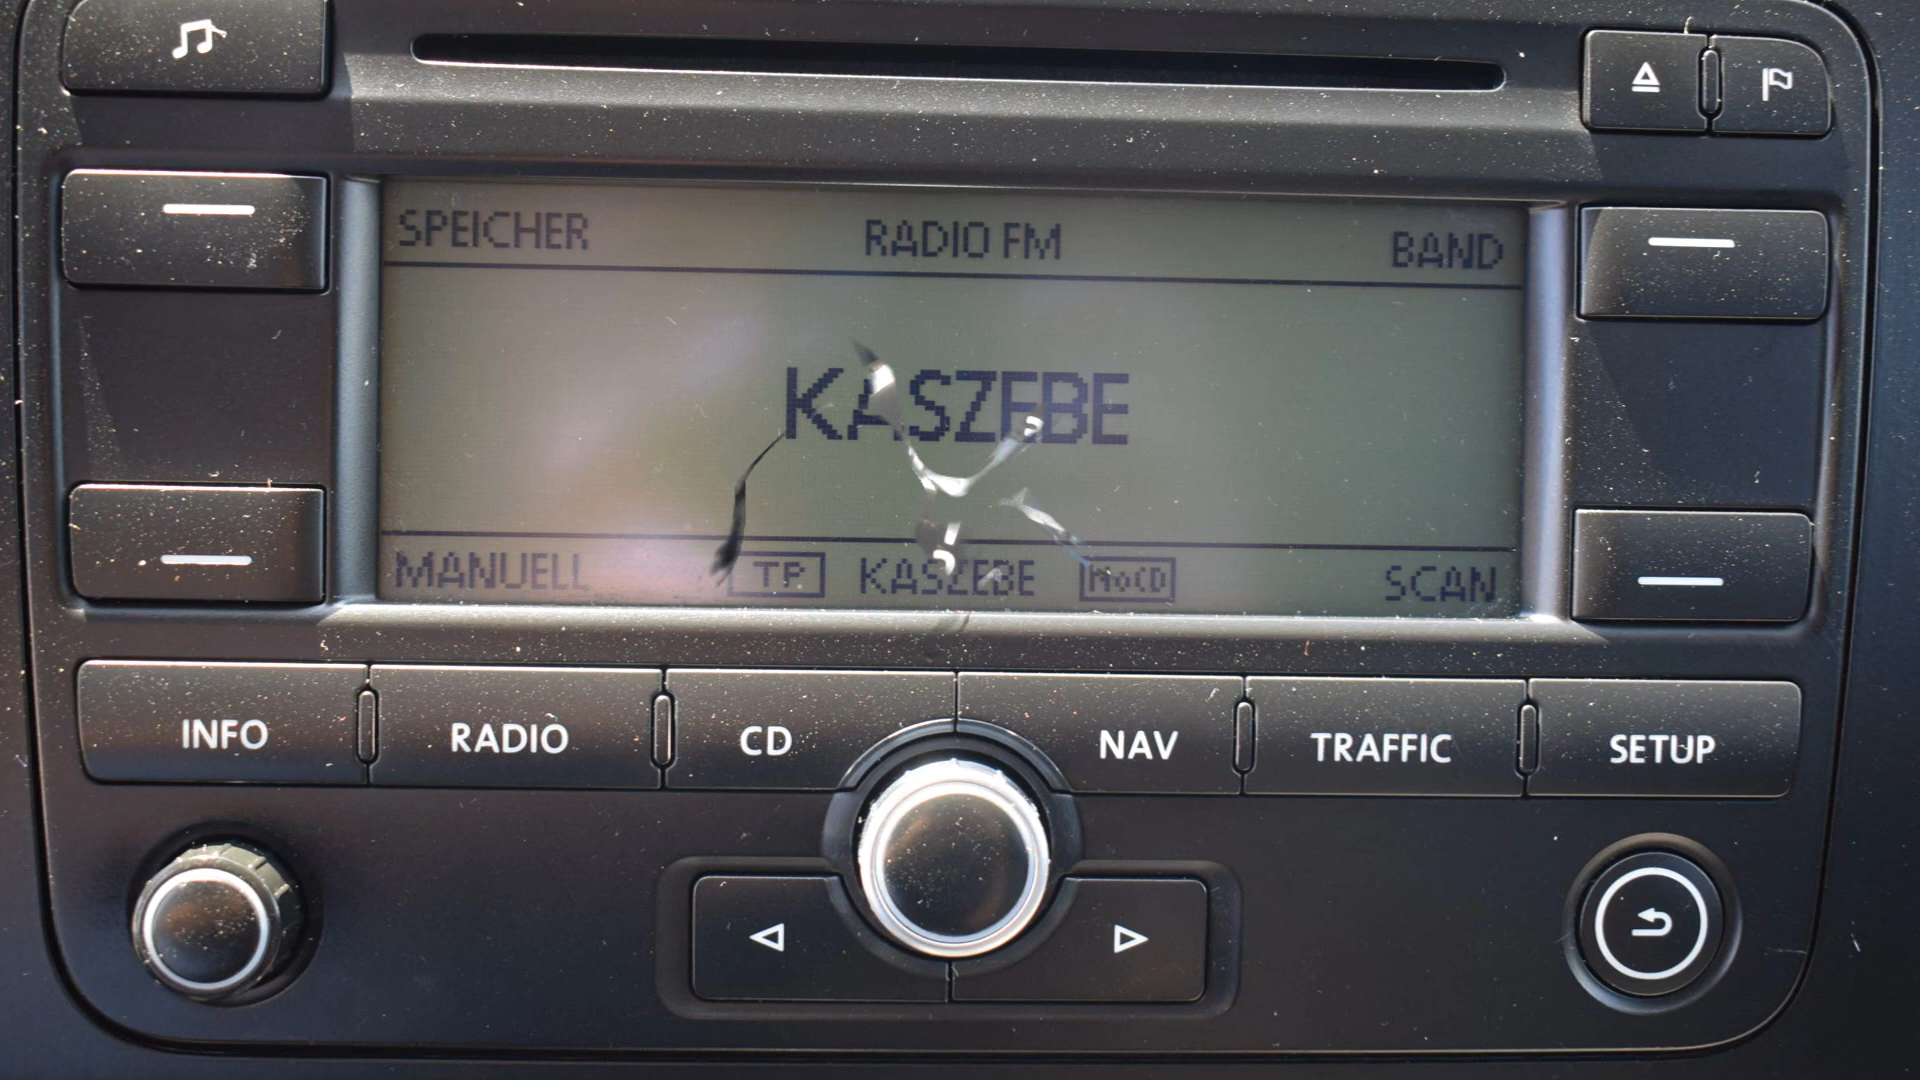 SPEICHER RADIO FM BAND
KASZEBE
MANUELL TP KASZEBE NoCD SCAN
INFO RADIO CD NAV TRAFFIC SETUP